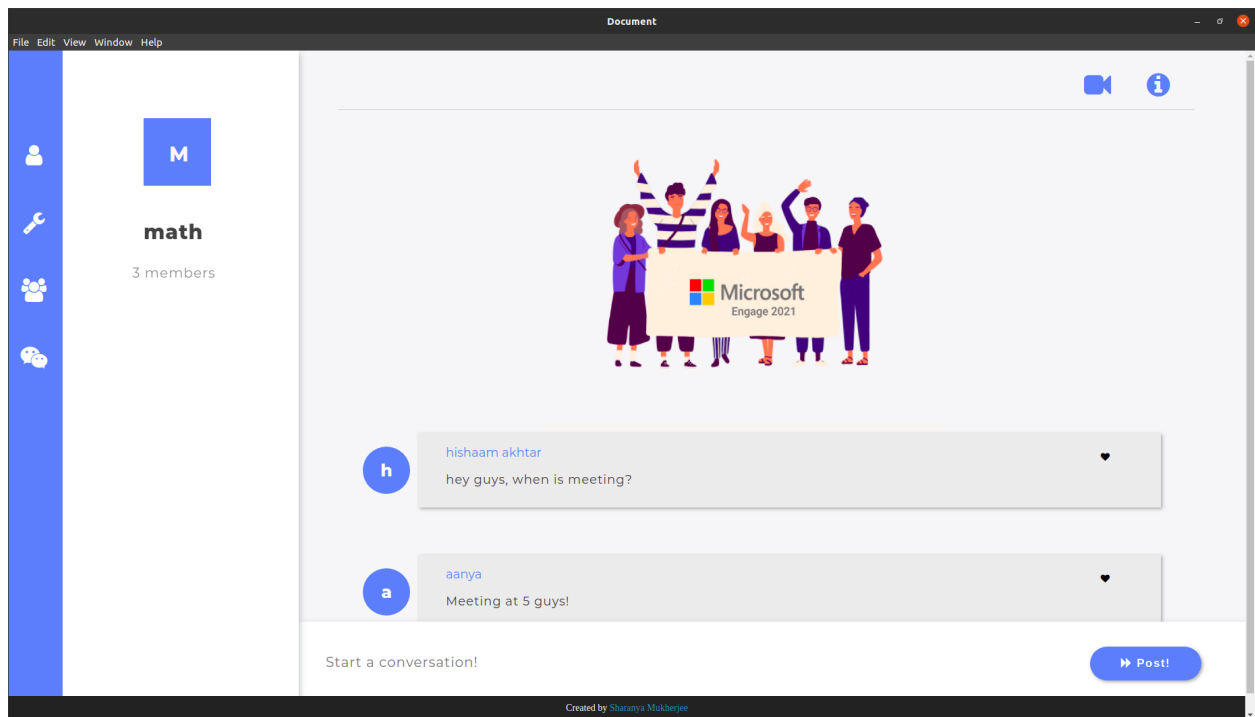 Document
File Edit View Window Help
M
math
3 members
Microsoft
Engage 2021
h
hishaam akhtar
hey guys, when is meeting?
a
aanya
Meeting at 5 guys!
Start a conversation!
Post!
Created by Sharanya Mukherjee